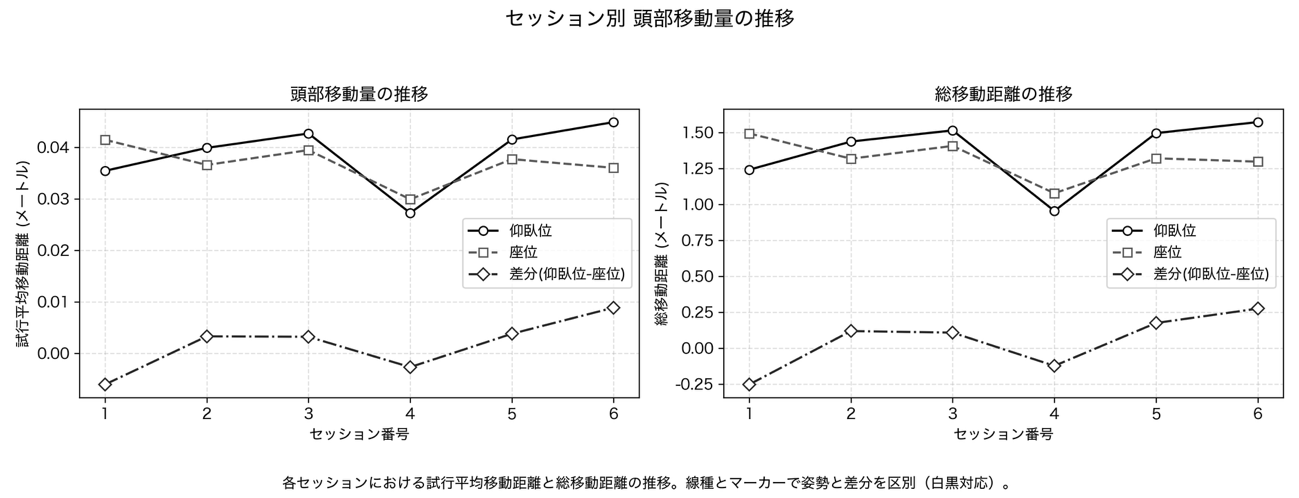 セッション別 頭部移動量の推移
頭部移動量の推移
試行平均移動距離 (メートル)
0.04
0.03
0.02
0.01
0.00
仰臥位
座位
差分(仰臥位-座位)
1 2 3 4 5 6
セッション番号
総移動距離の推移
総移動距離 (メートル)
1.50
1.25
1.00
0.75
0.50
0.25
0.00
-0.25
仰臥位
座位
差分(仰臥位-座位)
1 2 3 4 5 6
セッション番号
各セッションにおける試行平均移動距離と総移動距離の推移。線種とマーカーで姿勢と差分を区別（白黒対応）。